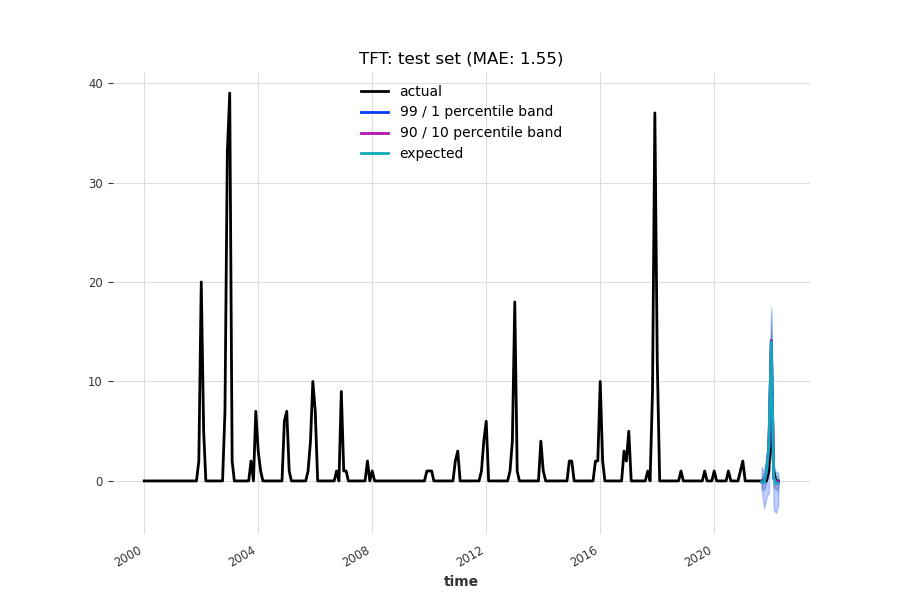 TFT: test set (MAE: 1.55)
actual
99 / 1 percentile band
90 / 10 percentile band
expected
40
30
20
10
0
2000
2004
2008
2012
2016
2020
time